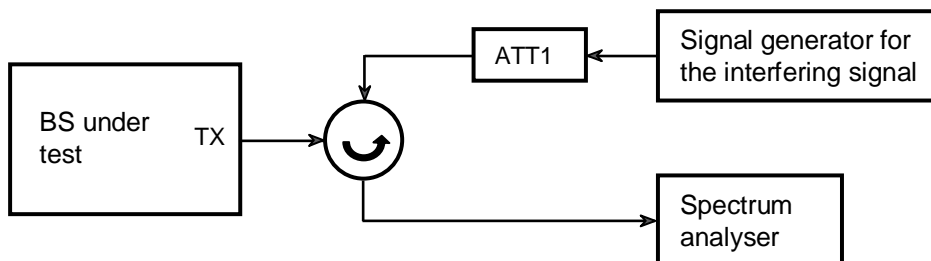 BS under
test
TX
ATT1
Signal generator for
the interfering signal
Spectrum
analyser